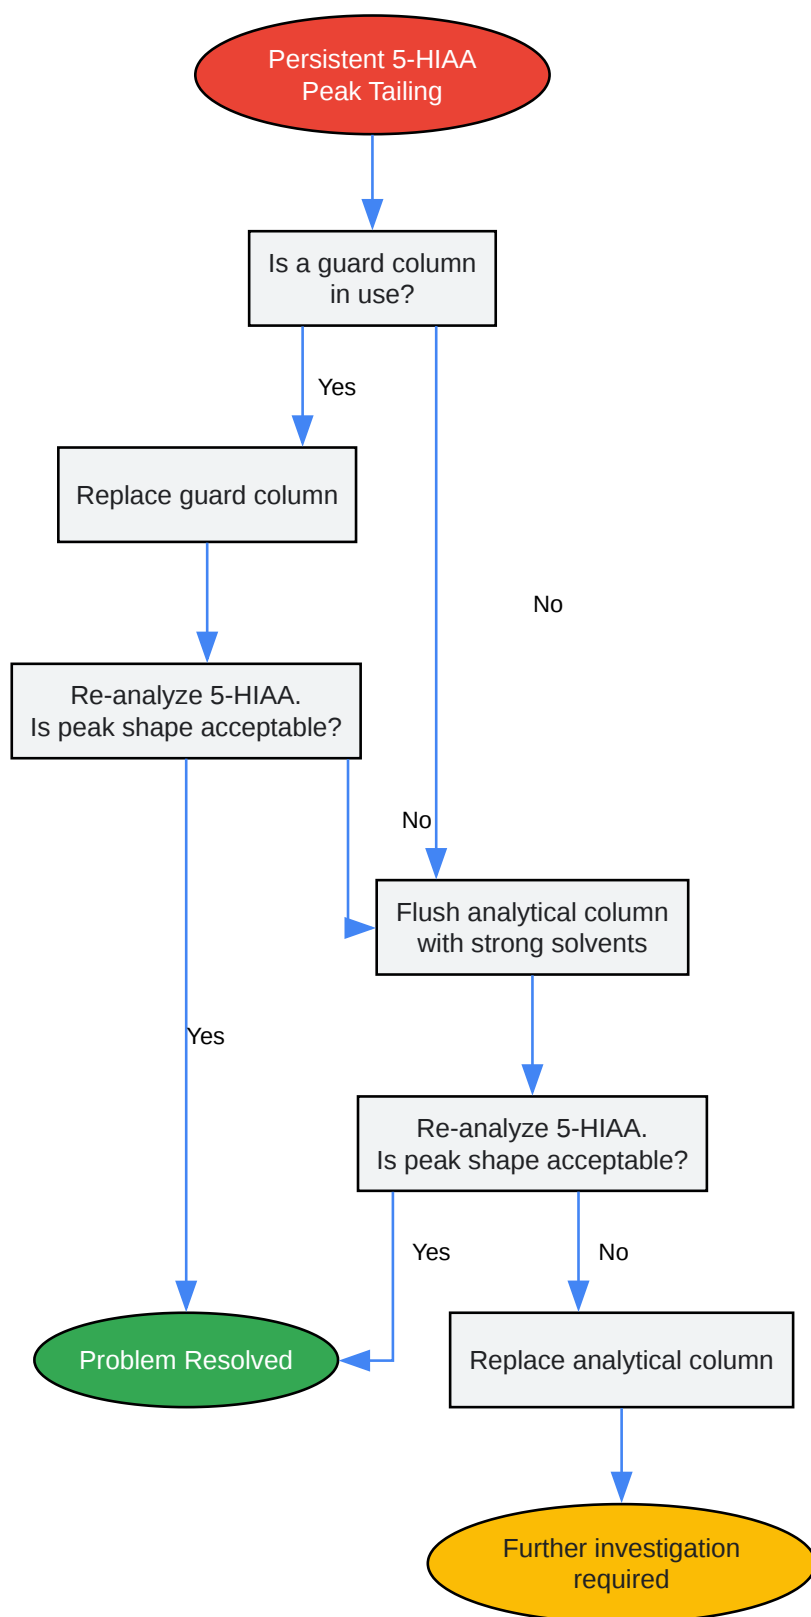 Persistent 5-HIAA
Peak Tailing
Is a guard column
in use?
Yes
Replace guard column
No
Re-analyze 5-HIAA.
Is peak shape acceptable?
No
Flush analytical column
with strong solvents
Yes
Re-analyze 5-HIAA.
Is peak shape acceptable?
Yes
No
Problem Resolved
Replace analytical column
Further investigation
required